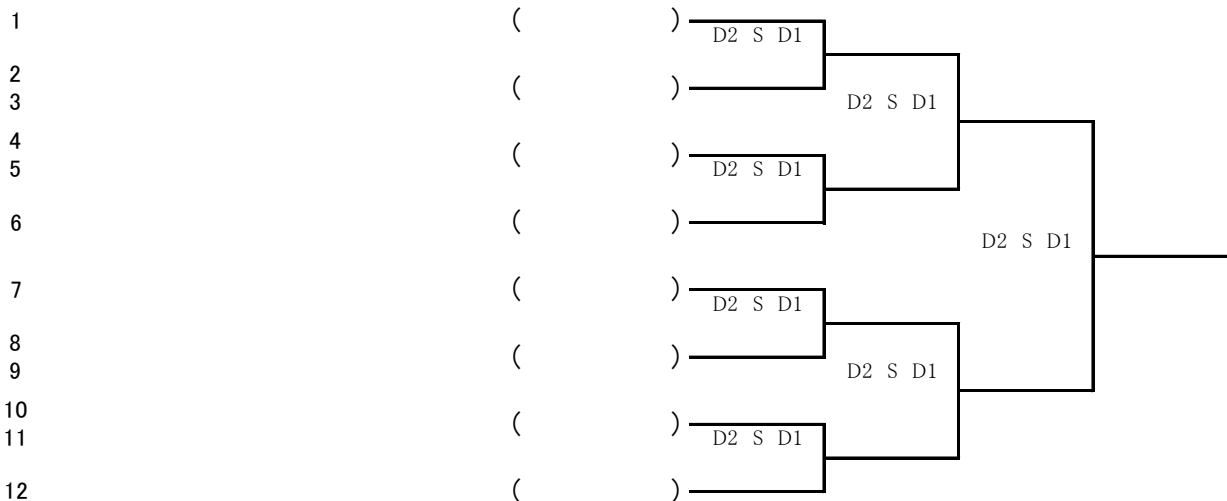 1 ( ) D2 S D1
2
( )
3 D2 S D1
4
( )
5 D2 S D1
6 ( )
D2 S D1
7 ( )
D2 S D1
8
( )
9 D2 S D1
10
( )
11 D2 S D1
12 ( )